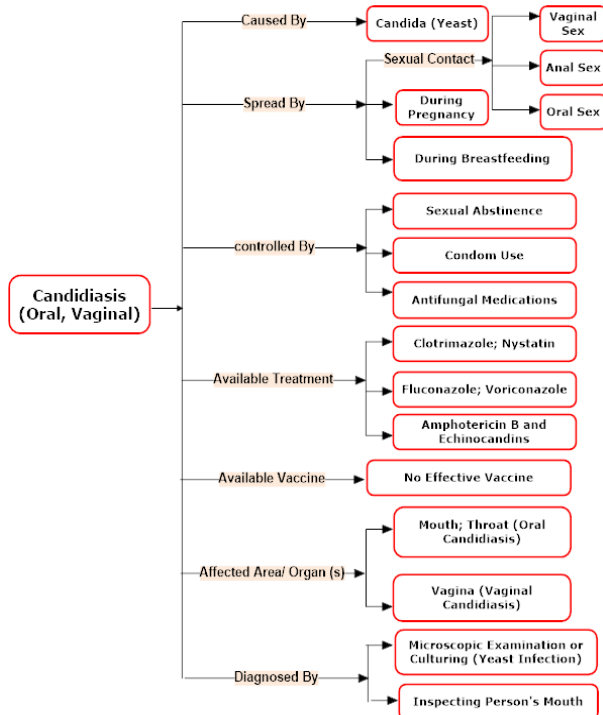 Caused By
Candida (Yeast)
Vaginal
Sex
Sexual Contact
Anal Sex
Spread By
During
Pregnancy
Oral Sex
During Breastfeeding
Sexual Abstinence
controlled By
Condom Use
Antifungal Medications
Candidiasis
(Oral, Vaginal)
Clotrimazole; Nystatin
Available Treatment
Fluconazole; Voriconazole
Amphotericin B and
Echinocandins
Available Vaccine
No Effective Vaccine
Mouth; Throat (Oral
Candidiasis)
Affected Area/ Organ (s)
Vagina (Vaginal
Candidiasis)
Microscopic Examination or
Culturing (Yeast Infection)
Diagnosed By
Inspecting Person's Mouth